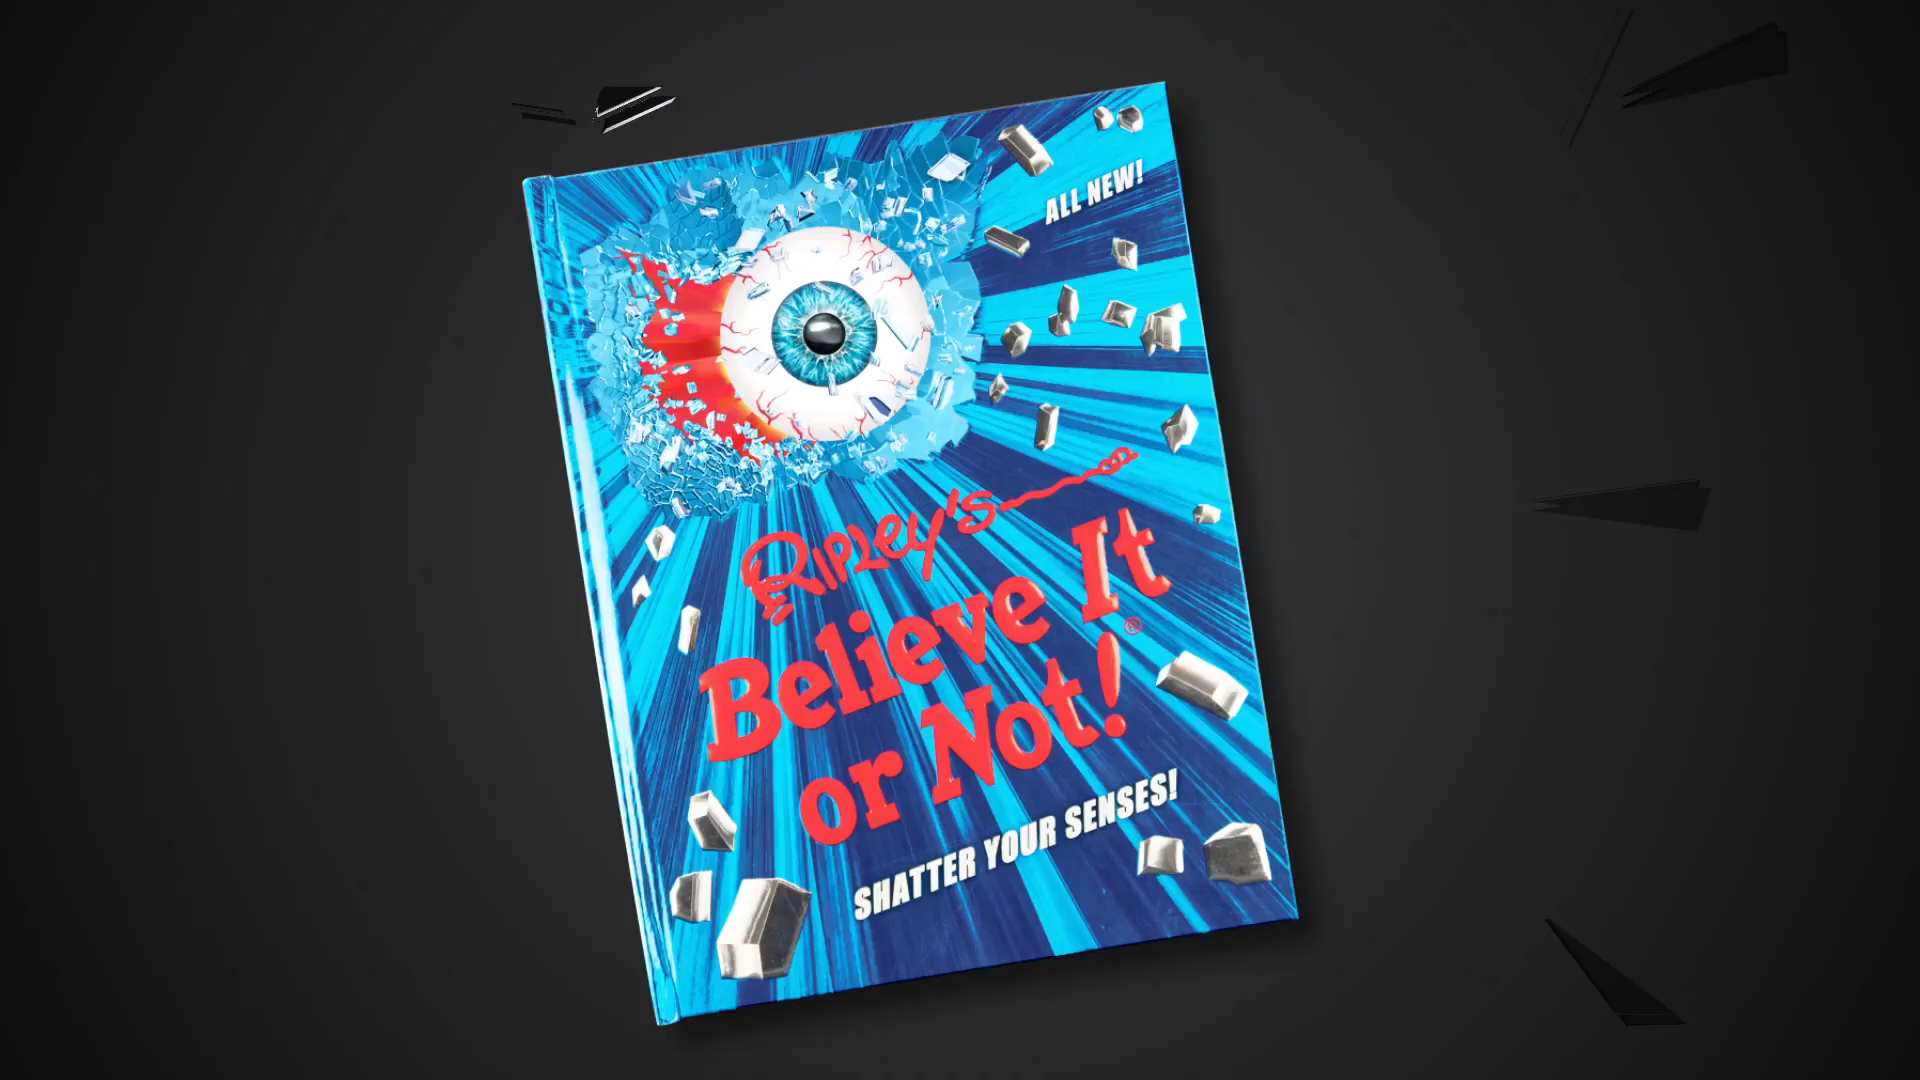 ALL NEW!
Ripley's
Believe It
or Not!®
SHATTER YOUR SENSES!